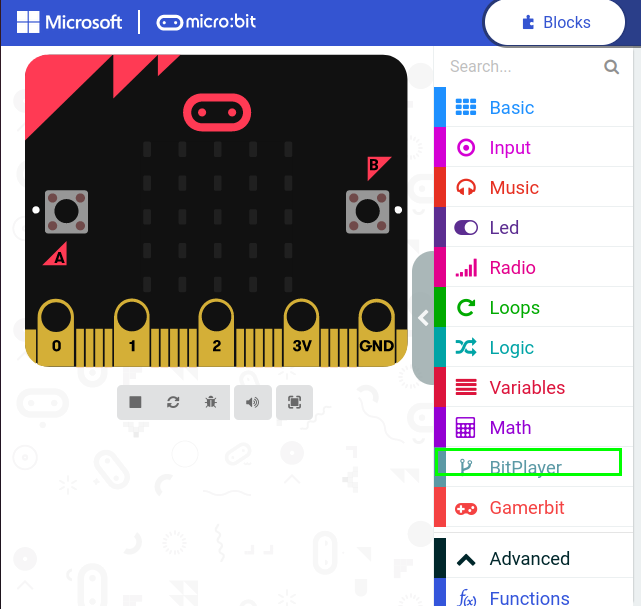 Microsoft micro:bit Blocks
Search...
Basic
Input
Music
Led
Radio
Loops
Logic
Variables
Math
BitPlayer
Gamerbit
Advanced
f(x) Functions
B
A
0 1 2 3V GND